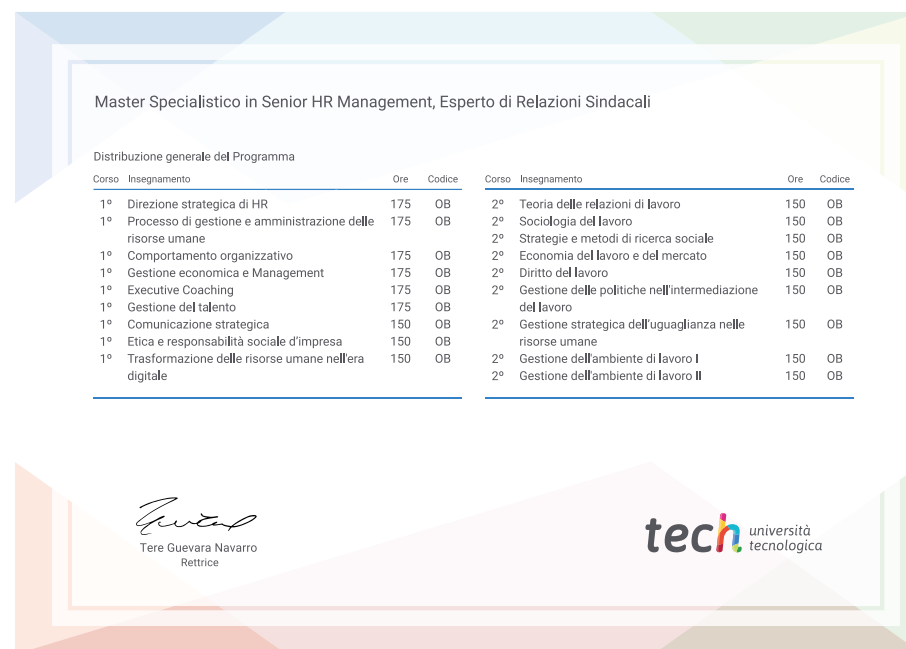 Master Specialistico in Senior HR Management, Esperto di Relazioni Sindacali
Distribuzione generale del Programma
Corso Insegnamento Ore Codice
1º Direzione strategica di HR 175 OB
1º Processo di gestione e amministrazione delle 175 OB
risorse umane
1º Comportamento organizzativo 175 OB
1º Gestione economica e Management 175 OB
1º Executive Coaching 175 OB
1º Gestione del talento 175 OB
1º Comunicazione strategica 150 OB
1º Etica e responsabilità sociale d’impresa 150 OB
1º Trasformazione delle risorse umane nell'era 150 OB
digitale
Corso Insegnamento Ore Codice
2º Teoria delle relazioni di lavoro 150 OB
2º Sociologia del lavoro 150 OB
2º Strategie e metodi di ricerca sociale 150 OB
2º Economia del lavoro e del mercato 150 OB
2º Diritto del lavoro 150 OB
2º Gestione delle politiche nell'intermediazione 150 OB
del lavoro
2º Gestione strategica dell’uguaglianza nelle 150 OB
risorse umane
2º Gestione dell'ambiente di lavoro I 150 OB
2º Gestione dell'ambiente di lavoro II 150 OB
Tere Guevara Navarro
Rettrice
tech università
tecnologica